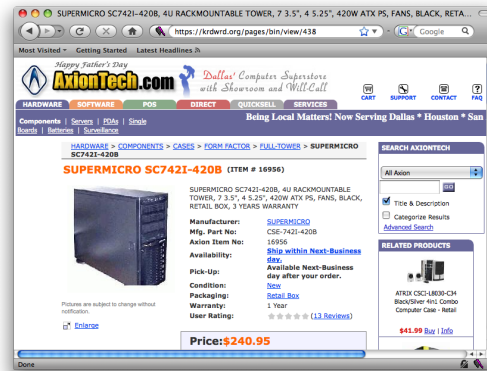 SUPERMICRO SC742I-420B, 4U RACKMOUNTABLE TOWER, 7 3.5", 4 5.25", 420W ATX PS, FANS, BLACK, RETA...
https://krdwrd.org/pages/bin/view/438
Google
Most Visited
Getting Started
Latest Headlines
Happy Father's Day
AxionTech.com
Dallas' Computer Superstore
with Showroom and Will-Call
CART
SUPPORT
CONTACT
FAQ
HARDWARE
SOFTWARE
POS
DIRECT
QUICKSELL
SERVICES
Components | Servers | PDAs | Single
Boards | Batteries | Surveillance
Being Local Matters! Now Serving Dallas * Houston * San
HARDWARE > COMPONENTS > CASES > FORM FACTOR > FULL-TOWER > SUPERMICRO
SC742I-420B
SUPERMICRO SC742I-420B (ITEM # 16956)
SUPERMICRO SC742I-420B, 4U RACKMOUNTABLE
TOWER, 7 3.5", 4 5.25", 420W ATX PS, FANS, BLACK,
RETAIL BOX, 3 YEARS WARRANTY
Manufacturer: SUPERMICRO
Mfg. Part No: CSE-742I-420B
Axion Item No: 16956
Availability: Ship within Next-Business
day.
Pick-Up: Available Next-Business
day after your order.
Condition: New
Packaging: Retail Box
Warranty: 1 Year
User Rating: (13 Reviews)
Pictures are subject to change without
notification.
Enlarge
Price:$240.95
SEARCH AXIONTECH
All Axion
GO
Title & Description
Categorize Results
Advanced Search
RELATED PRODUCTS
ATRIX CSCI-L8030-C34
Black/Silver 4in1 Combo
Computer Case - Retail
$41.99 Buy | Info
Done